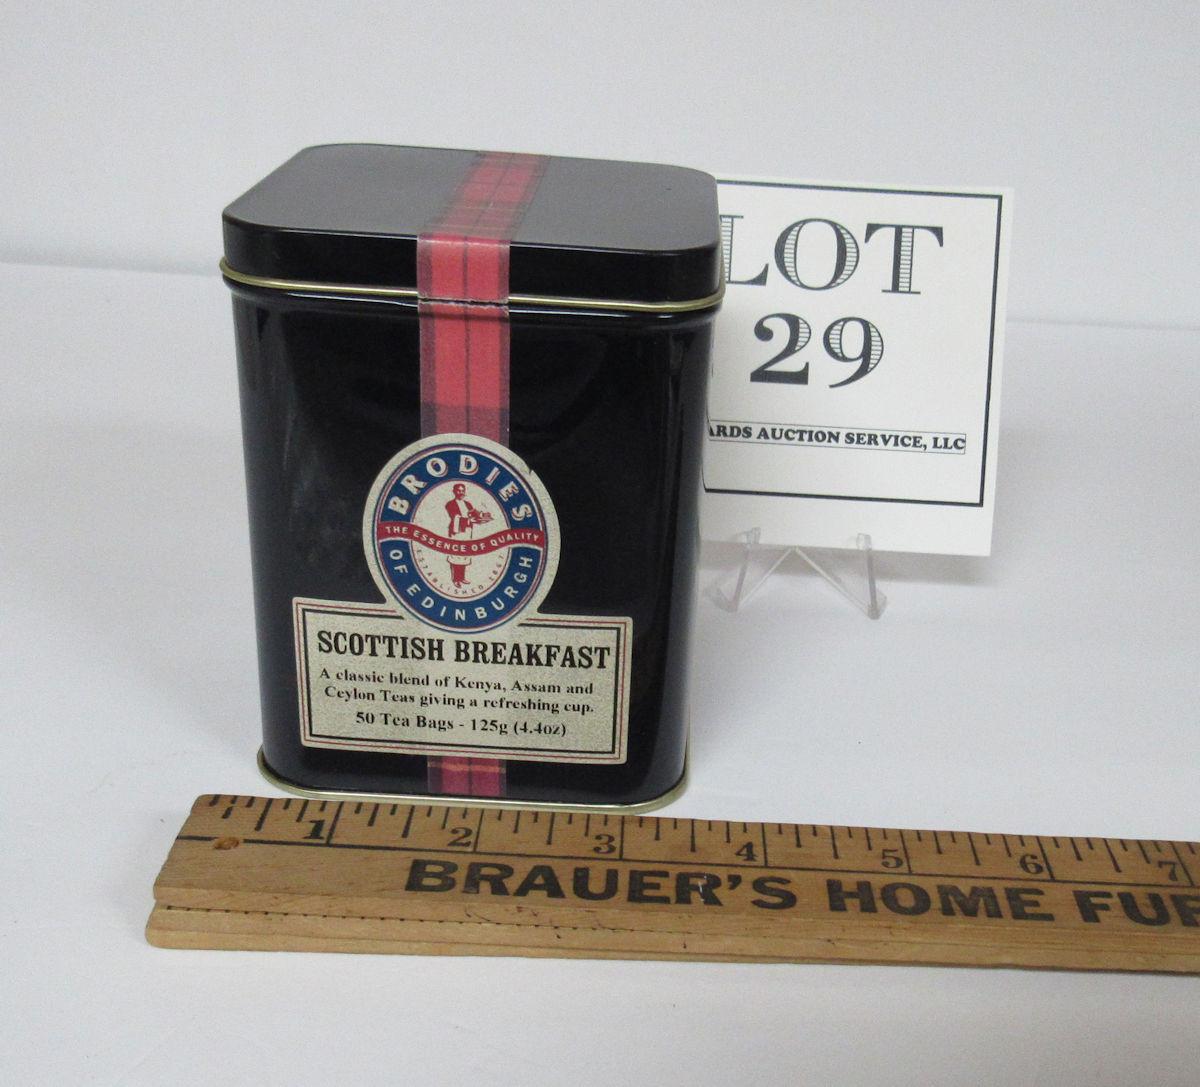 LOT
29
ARDS AUCTION SERVICE, LLC
BRODIES
THE ESSENCE OF QUALITY
ESTABLISHED 1867
OF EDINBURGH
SCOTTISH BREAKFAST
A classic blend of Kenya, Assam and
Ceylon Teas giving a refreshing cup.
50 Tea Bags - 125g (4.4oz)
1 2 3 4 5 6 7
BRAUER'S HOME FUE